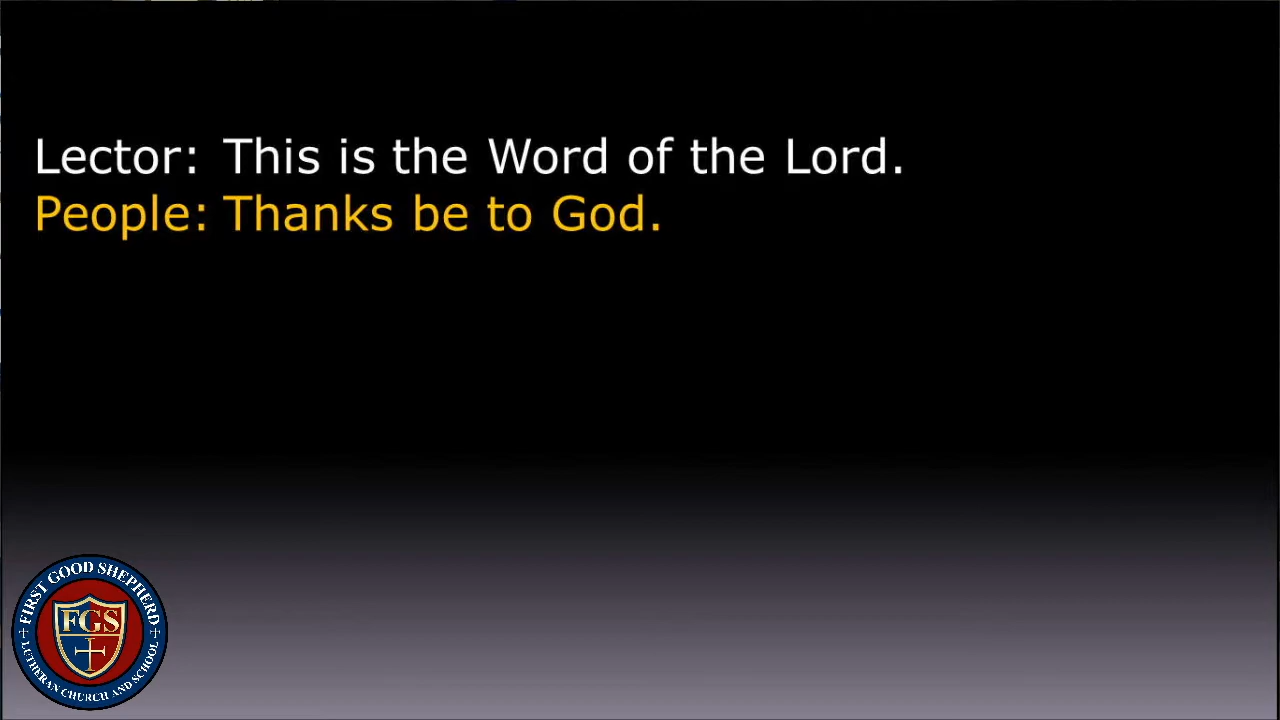 Lector: This is the Word of the Lord.
People: Thanks be to God.
FIRST GOOD SHEPHERD
FGS
LUTHERAN CHURCH AND SCHOOL